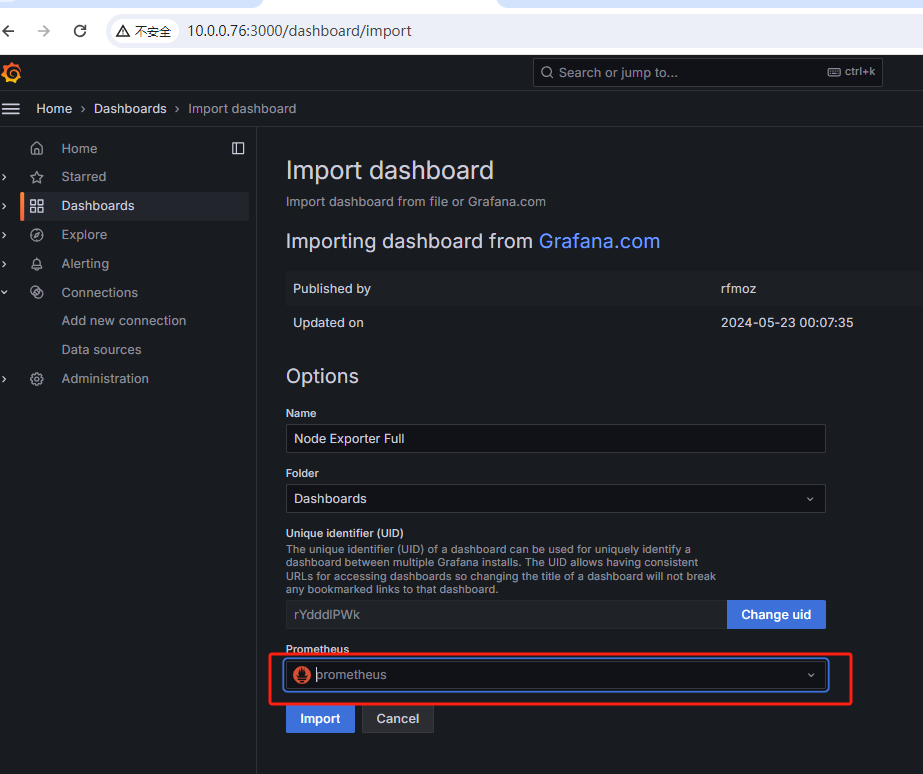 不安全 10.0.0.76:3000/dashboard/import
Search or jump to... ctrl+k
Home › Dashboards › Import dashboard
Home
Starred
Dashboards
Explore
Alerting
Connections
Add new connection
Data sources
Administration
Import dashboard
Import dashboard from file or Grafana.com
Importing dashboard from Grafana.com
Published by rfmoz
Updated on 2024-05-23 00:07:35
Options
Name
Node Exporter Full
Folder
Dashboards
Unique identifier (UID)
The unique identifier (UID) of a dashboard can be used for uniquely identify a
dashboard between multiple Grafana installs. The UID allows having consistent
URLs for accessing dashboards so changing the title of a dashboard will not break
any bookmarked links to that dashboard.
rYdddlPWk Change uid
Prometheus
prometheus
Import Cancel